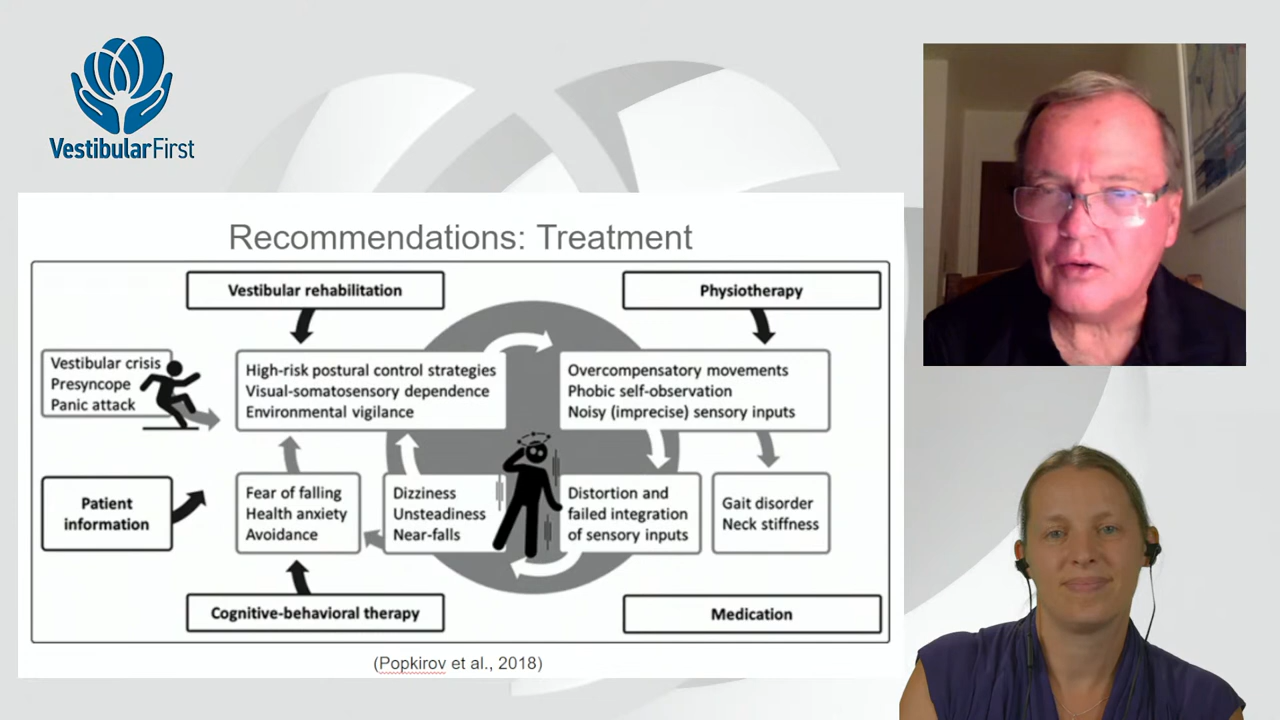 VestibularFirst
Recommendations: Treatment
Vestibular rehabilitation
Physiotherapy
Vestibular crisis
Presyncope
Panic attack
High-risk postural control strategies
Visual-somatosensory dependence
Environmental vigilance
Overcompensatory movements
Phobic self-observation
Noisy (imprecise) sensory inputs
Patient
information
Fear of falling
Health anxiety
Avoidance
Dizziness
Unsteadiness
Near-falls
Distortion and
failed integration
of sensory inputs
Gait disorder
Neck stiffness
Cognitive-behavioral therapy
Medication
(Popkirov et al., 2018)